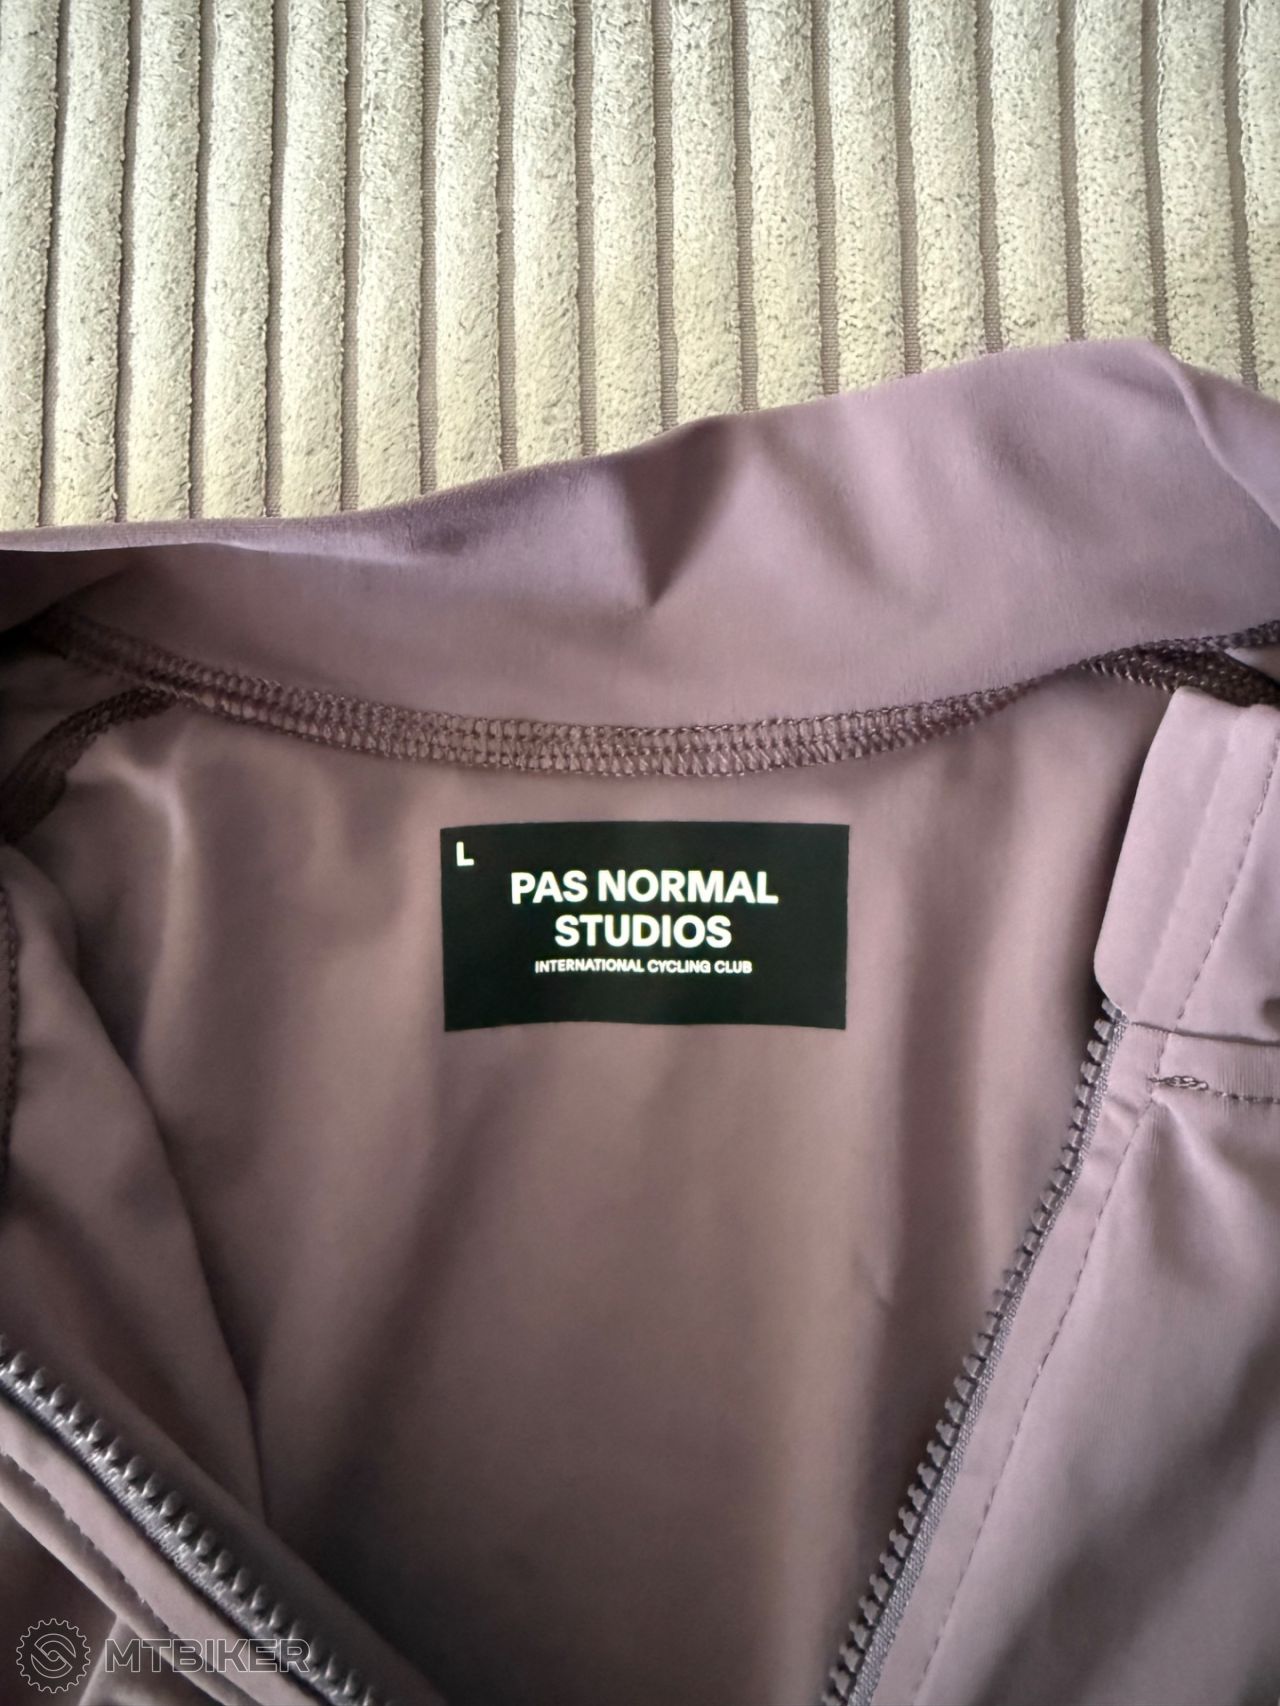 L
PAS NORMAL
STUDIOS
INTERNATIONAL CYCLING CLUB
MTBIKER